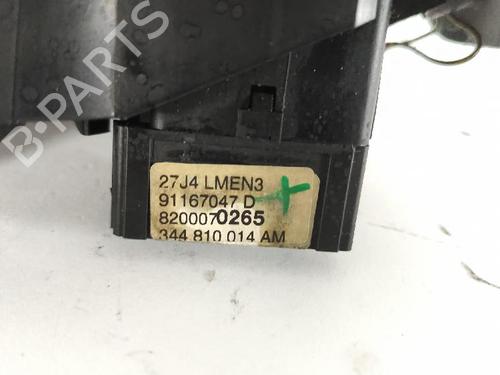 B-PARTS
27J4 LMEN3
91167047 D
8200070265
344 810 014 AM